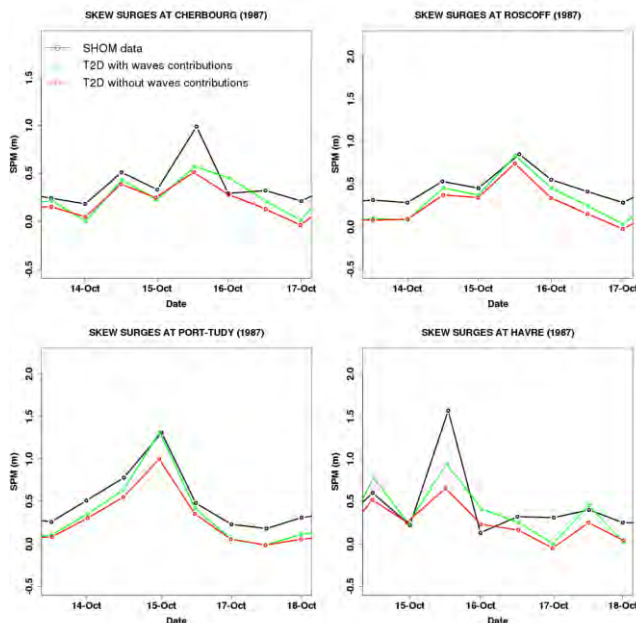 SKEW SURGES AT CHERBOURG (1987)
SHOM data
T2D with waves contributions
T2D without waves contributions
SPM (m)
1.5
1.0
0.5
0.0
-0.5
14-Oct 15-Oct 16-Oct 17-Oct
Date
SKEW SURGES AT ROSCOFF (1987)
SPM (m)
2.0
1.5
1.0
0.5
0.0
-0.5
14-Oct 15-Oct 16-Oct 17-Oct
Date
SKEW SURGES AT PORT-TUDY (1987)
SPM (m)
2.0
1.5
1.0
0.5
0.0
-0.5
14-Oct 15-Oct 17-Oct 18-Oct
Date
SKEW SURGES AT HAVRE (1987)
SPM (m)
2.0
1.5
1.0
0.5
0.0
-0.5
15-Oct 16-Oct 17-Oct 18-Oct
Date